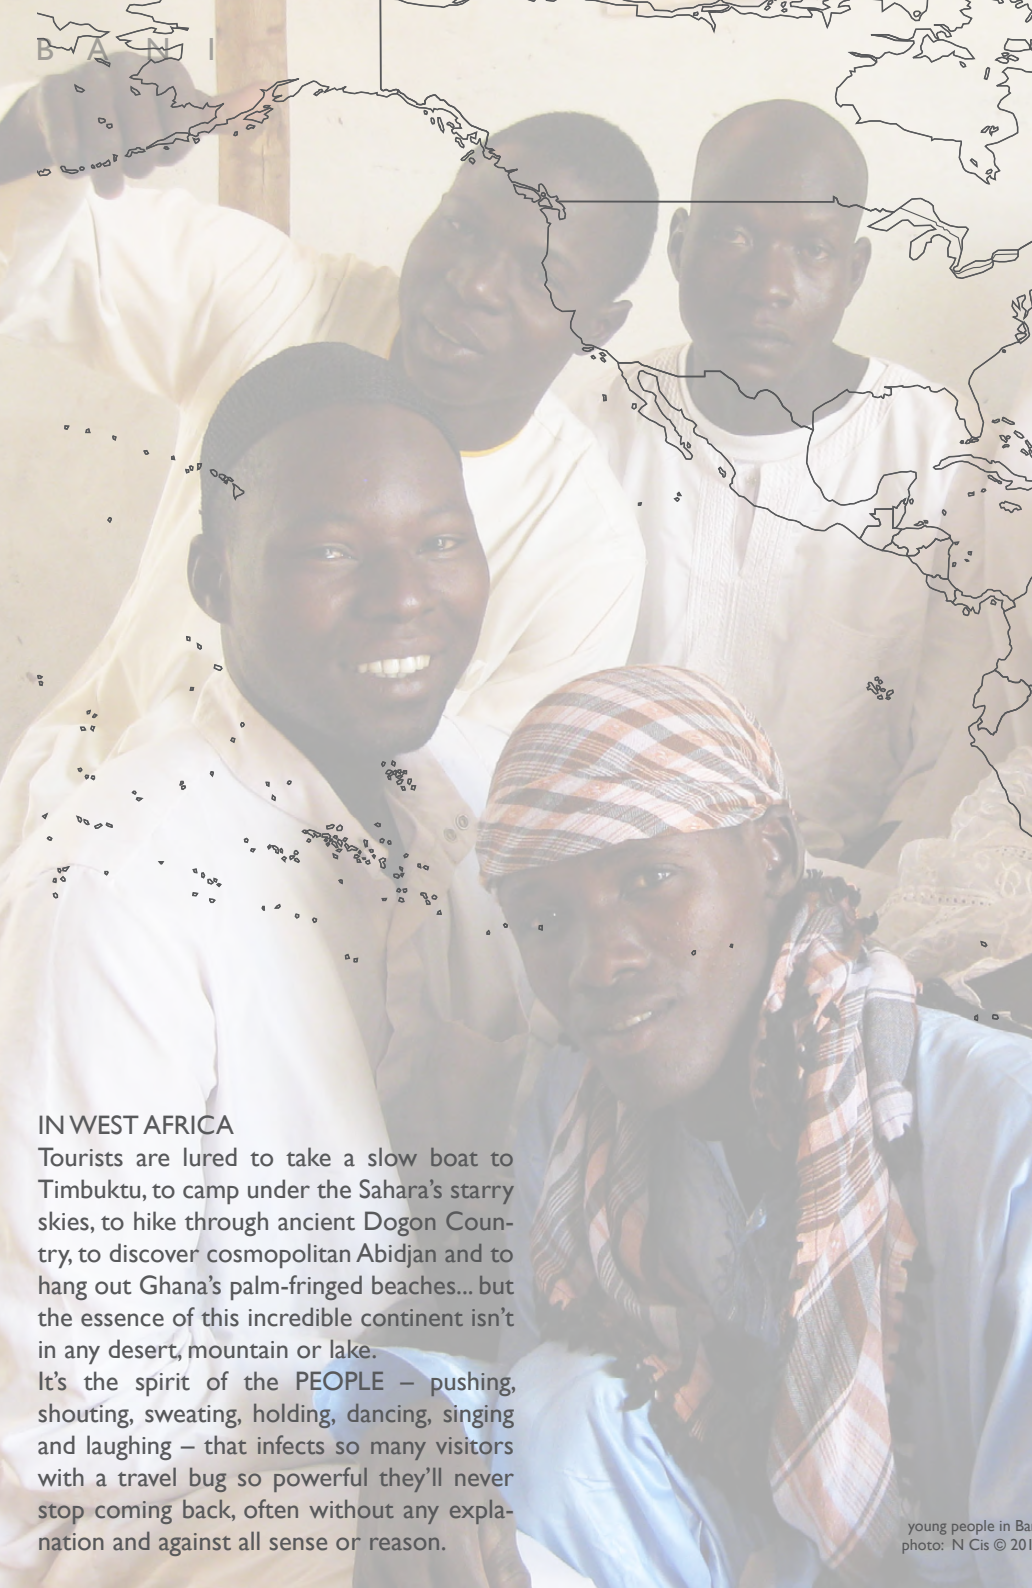 BANI
IN WEST AFRICA
Tourists are lured to take a slow boat to
Timbuktu, to camp under the Sahara's starry
skies, to hike through ancient Dogon Coun-
try, to discover cosmopolitan Abidjan and to
hang out Ghana's palm-fringed beaches... but
the essence of this incredible continent isn't
in any desert, mountain or lake.
It's the spirit of the PEOPLE – pushing,
shouting, sweating, holding, dancing, singing
and laughing – that infects so many visitors
with a travel bug so powerful they'll never
stop coming back, often without any expla-
nation and against all sense or reason.
young people in
photo: N Cis ©